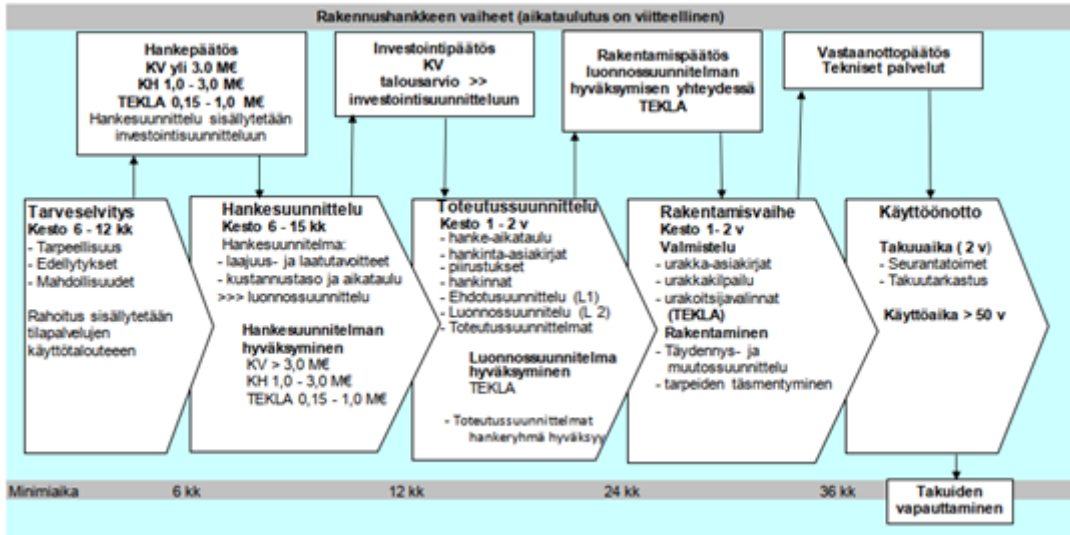 Rakennushankkeen vaiheet (aikataulutus on viitteellinen)
Hankepäätös
KV yli 3.0 M€
KH 1,0 - 3,0 M€
TEKLA 0,15 - 1,0 M€
Hankesuunnittelu sisällytetään
investointisuunnitteluun
Investointipäätös
KV
talousarvio >>
investointisuunnitteluun
Rakentamispäätös
luonnossuunnitelman
hyväksymisen yhteydessä
TEKLA
Vastaanottopäätös
Tekniset palvelut
Tarveselvitys
Kesto 6 - 12 kk
- Tarpeellisuus
- Edellytykset
- Mahdollisuudet
Rahoitus sisällytetään
tilapalvelujen
käyttötalouteeen
Hankesuunnittelu
Kesto 6 - 15 kk
Hankesuunnitelma:
- laajuus- ja laatutavoitteet
- kustannustaso ja aikataulu
>>> luonnossuunnittelu
Hankesuunnitelman
hyväksyminen
KV > 3,0 M€
KH 1,0 - 3,0 M€
TEKLA 0,15 - 1,0 M€
Toteutussuunnittelu
Kesto 1 - 2 v
- hanke-aikataulu
- hankinta-asiakirjat
- piirustukset
- hankinnat
- Ehdotusuunnittelu (L1)
- Luonnossuunnitelu (L 2)
- Toteutussuunnittelmat
Luonnossuunnitelma
hyväksyminen
TEKLA
- Toteutussuunnittelmat
hankeryhmä hyväksyy
Rakentamisvaihe
Kesto 1- 2 v
Valmistelu
- urakka-asiakirjat
- urakkakilpailu
- urakoitsijavalinnat
(TEKLA)
Rakentaminen
- Täydennys- ja
muutossuunnittelu
- tarpeiden täsmentyminen
Käyttöönotto
Takuuaika ( 2 v)
- Seurantatoimet
- Takuutarkastus
Käyttöaika > 50 v
Minimiaika 6 kk 12 kk 24 kk 36 kk
Takuiden
vapauttaminen